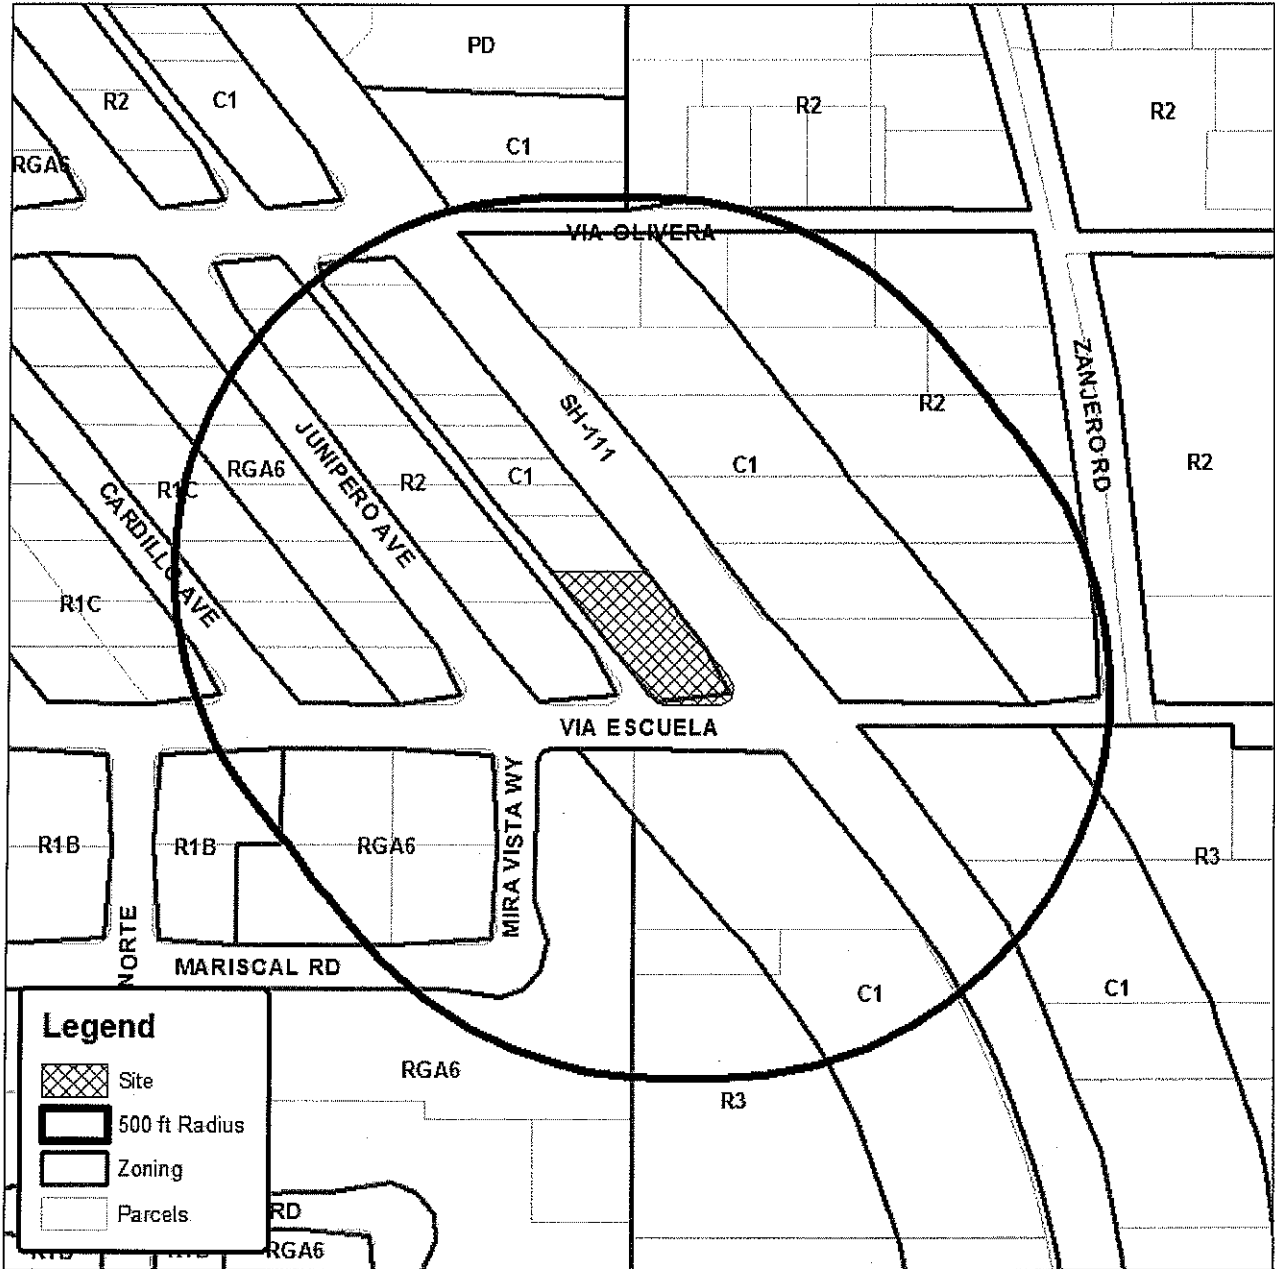 PD
R2
C1
R2
R2
C1
RGA6
VIA OLIVERA
ZANJERO RD
SH-111
R2
JUNIPERO AVE
RGA6
R2
C1
C1
R2
R1C
CARDILLO AVE
R1C
VIA ESCUELA
MIRA VISTA WY
R1B
R1B
RGA6
R3
NORTE
MARISCAL RD
C1
C1
Legend
Site
500 ft Radius
Zoning
Parcels
RGA6
R3
RD
RGA6